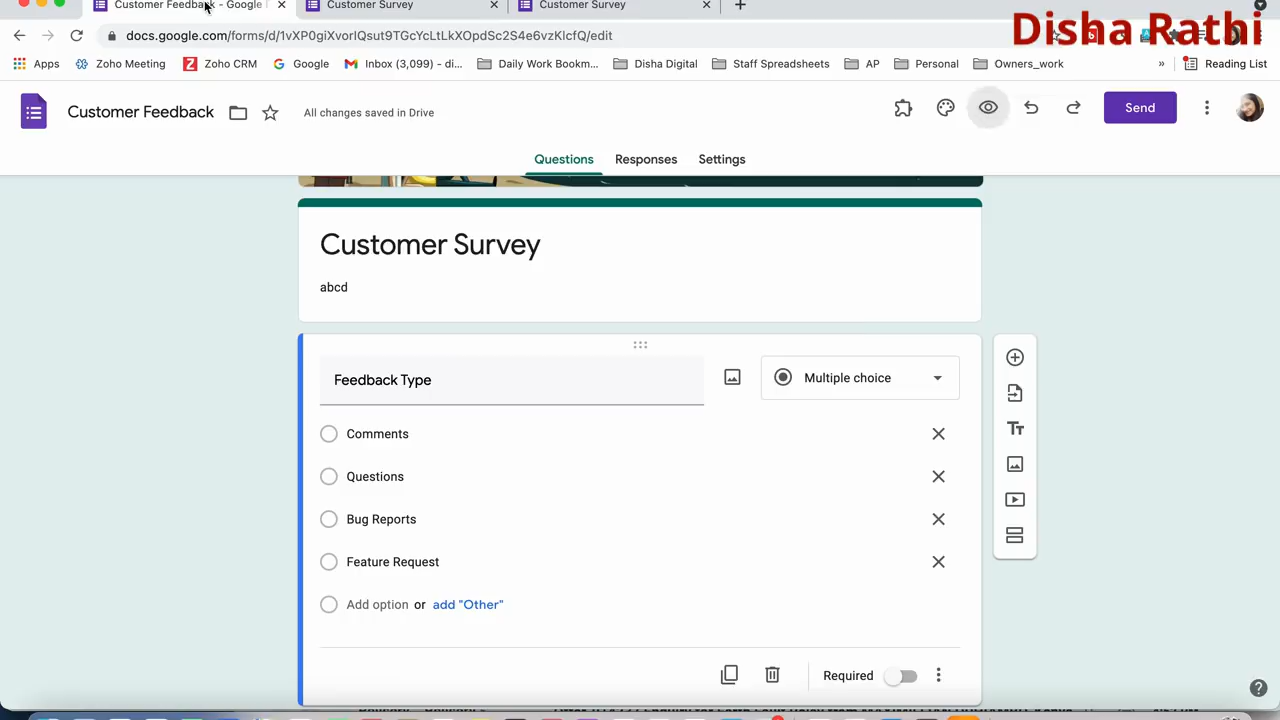 Customer Feedback - Google F
Customer Survey
Customer Survey
Disha Rathi
docs.google.com/forms/d/1vXP0giXvorlQsut9TGcYcLtLkXOpdSc2S4e6vzKlcfQ/edit
Apps
Zoho Meeting
Zoho CRM
Google
Inbox (3,099) - di...
Daily Work Bookm...
Disha Digital
Staff Spreadsheets
AP
Personal
Owners_work
»
Reading List
Customer Feedback
All changes saved in Drive
Send
Questions
Responses
Settings
Customer Survey
abcd
Feedback Type
Multiple choice
Comments
Questions
Bug Reports
Feature Request
Add option or add "Other"
Required